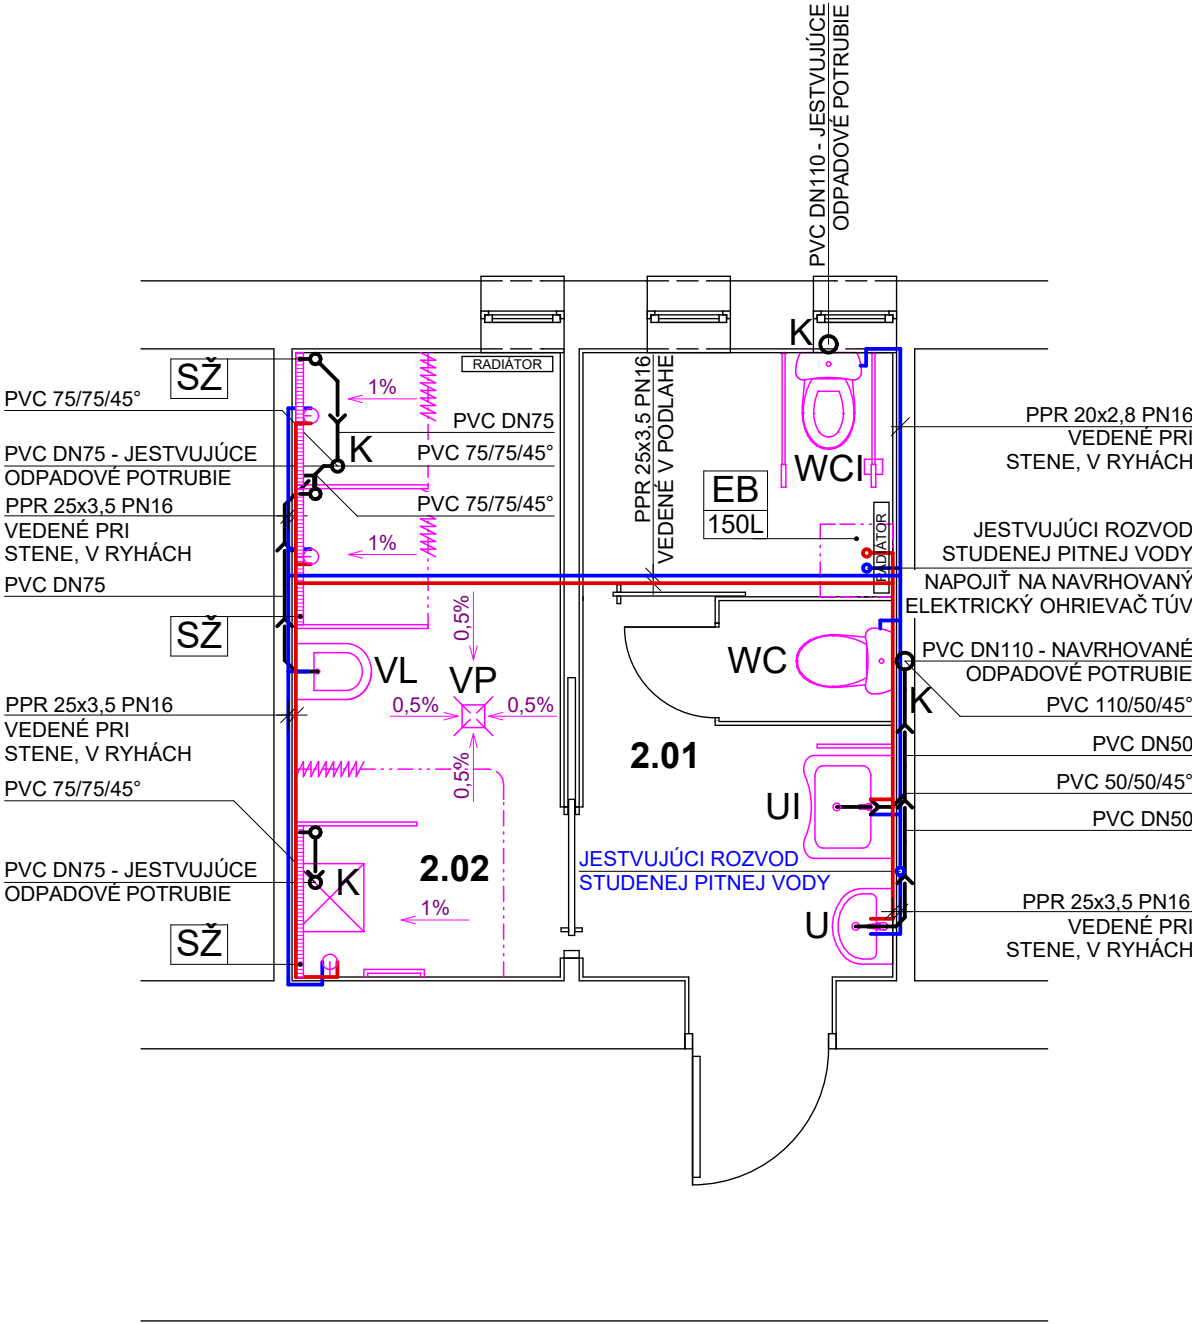 PVC DN110 - JESTVUJÚCE
ODPADOVÉ POTRUBIE
K
SŽ
RADIÁTOR
1%
PVC 75/75/45°
PVC DN75
K
PVC DN75 - JESTVUJÚCE
ODPADOVÉ POTRUBIE
PVC 75/75/45°
PPR 25x3,5 PN16
VEDENÉ PRI
STENE, V RYHÁCH
PVC 75/75/45°
1%
PVC DN75
SŽ
PPR 25x3,5 PN16
VEDENÉ V PODLAHE
WCI
EB
150L
RADIÁTOR
PPR 20x2,8 PN16
VEDENÉ PRI
STENE, V RYHÁCH
JESTVUJÚCI ROZVOD
STUDENEJ PITNEJ VODY
NAPOJIŤ NA NAVRHOVANÝ
ELEKTRICKÝ OHRIEVAČ TÚV
VL
VP
0,5%
0,5%
0,5%
0,5%
WC
PVC DN110 - NAVRHOVANÉ
ODPADOVÉ POTRUBIE
K
PVC 110/50/45°
PPR 25x3,5 PN16
VEDENÉ PRI
STENE, V RYHÁCH
2.01
PVC DN50
PVC 75/75/45°
UI
PVC 50/50/45°
PVC DN50
PVC DN75 - JESTVUJÚCE
ODPADOVÉ POTRUBIE
K
2.02
JESTVUJÚCI ROZVOD
STUDENEJ PITNEJ VODY
1%
SŽ
U
PPR 25x3,5 PN16
VEDENÉ PRI
STENE, V RYHÁCH